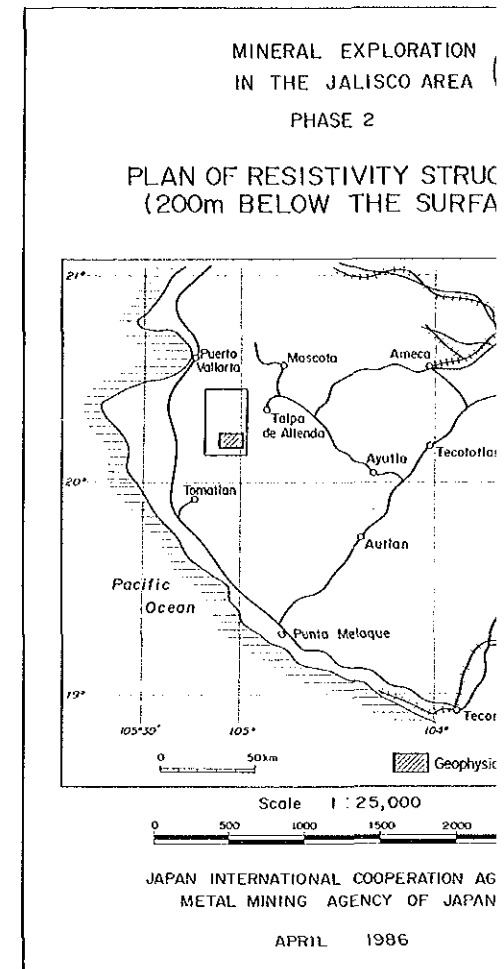 MINERAL EXPLORATION
IN THE JALISCO AREA (
PHASE 2
PLAN OF RESISTIVITY STRUC
(200m BELOW THE SURFA
21°
Puerto
Vallarta
Mascota
Ameca
Talpa
de Allenda
Ayutla
Tecolotla
20°
Tomatlan
Autlan
Pacific
Ocean
Punta Melaque
19°
Tecom
105°30'
105°
104°
0 50km
Geophysic
Scale 1:25,000
0 500 1000 1500 2000
JAPAN INTERNATIONAL COOPERATION AG
METAL MINING AGENCY OF JAPAN
APRIL 1986